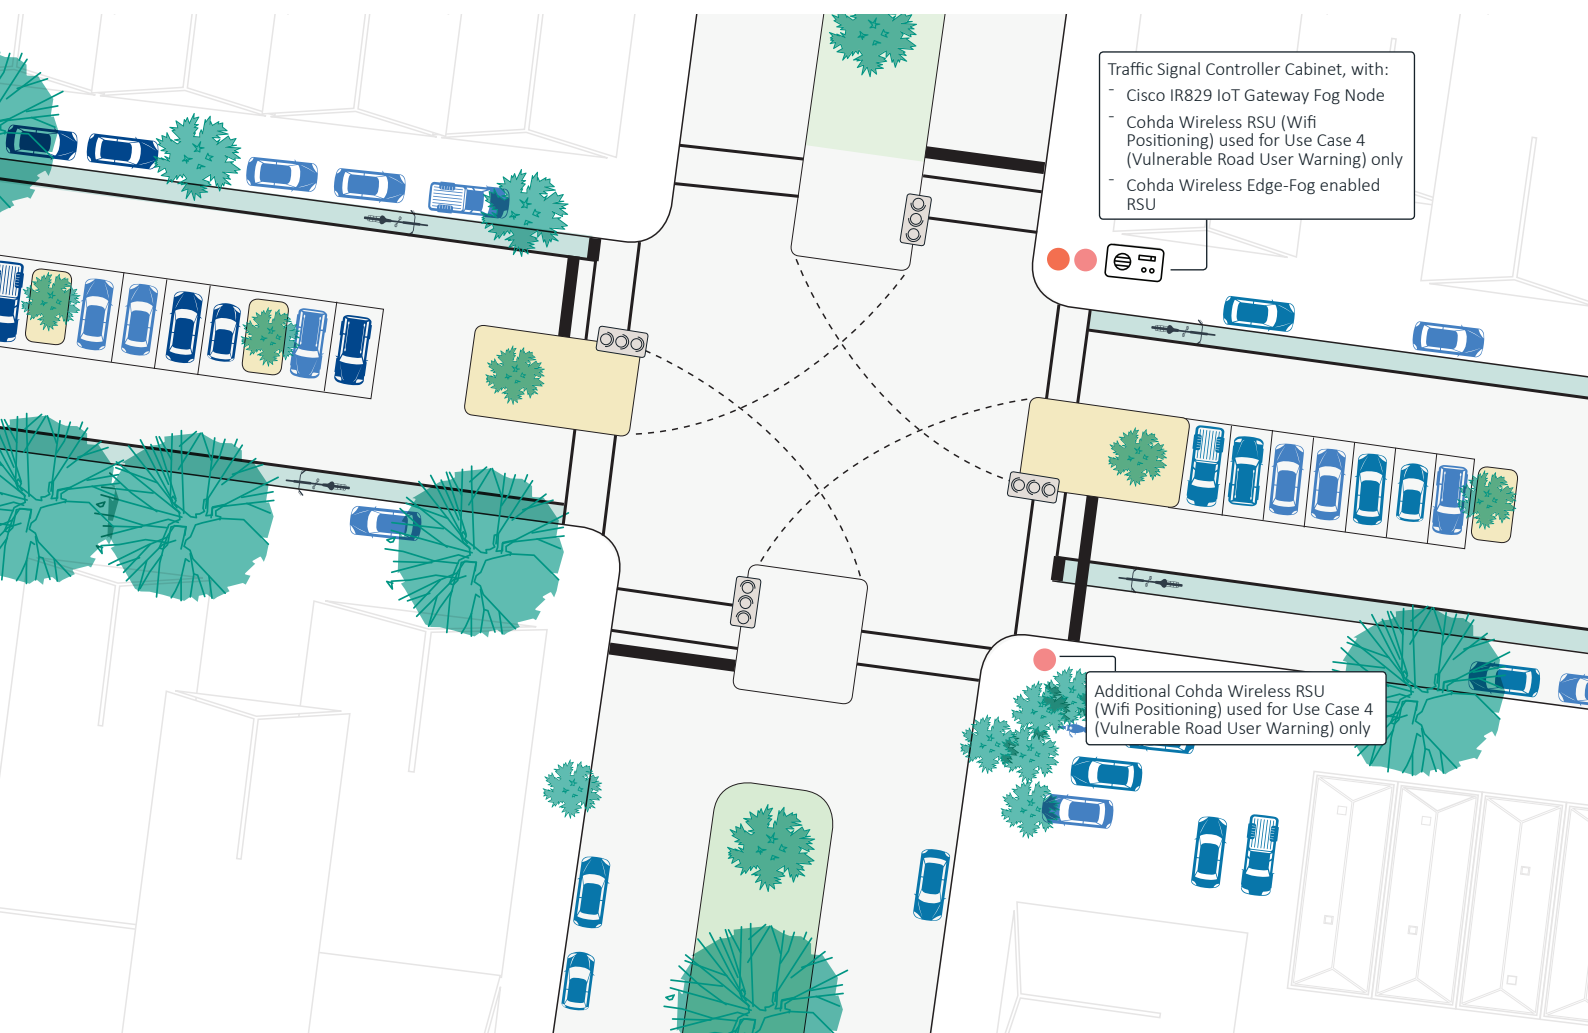 Traffic Signal Controller Cabinet, with:
- Cisco IR829 IoT Gateway Fog Node
- Cohda Wireless RSU (Wifi
Positioning) used for Use Case 4
(Vulnerable Road User Warning) only
- Cohda Wireless Edge-Fog enabled
RSU
Additional Cohda Wireless RSU
(Wifi Positioning) used for Use Case 4
(Vulnerable Road User Warning) only